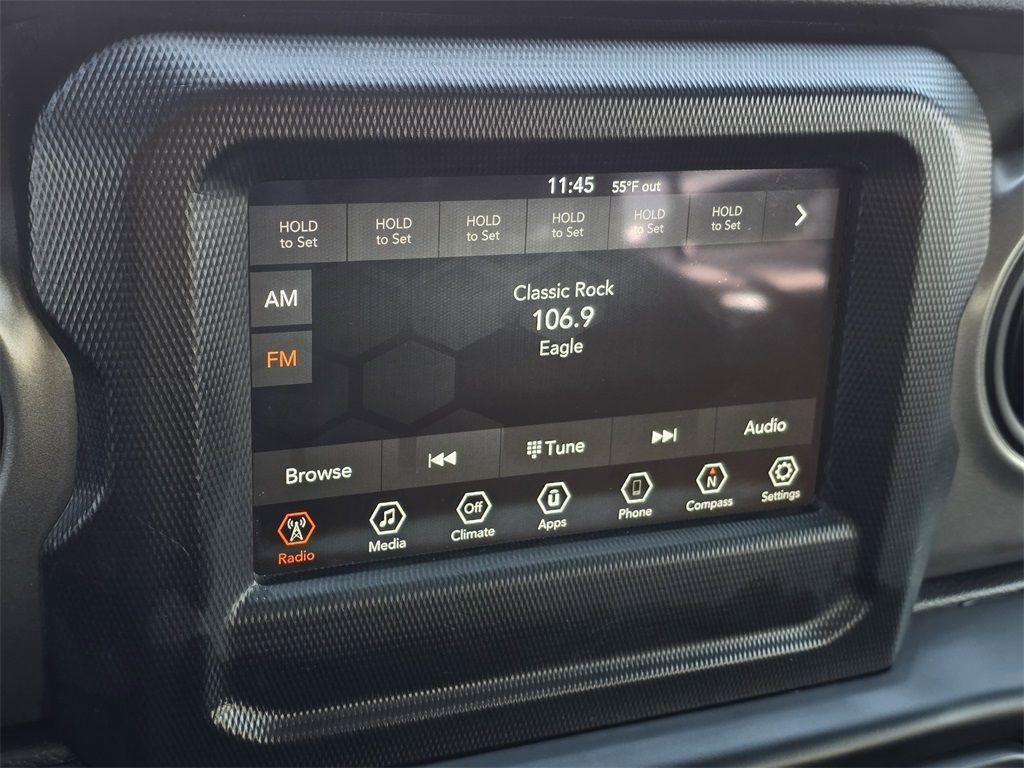 11:45 55°F out
HOLD to Set
HOLD to Set
HOLD to Set
HOLD to Set
HOLD to Set
HOLD to Set
AM
FM
Classic Rock
106.9
Eagle
Browse
Tune
Audio
Radio
Media
Off
Climate
Apps
Phone
N
Compass
Settings